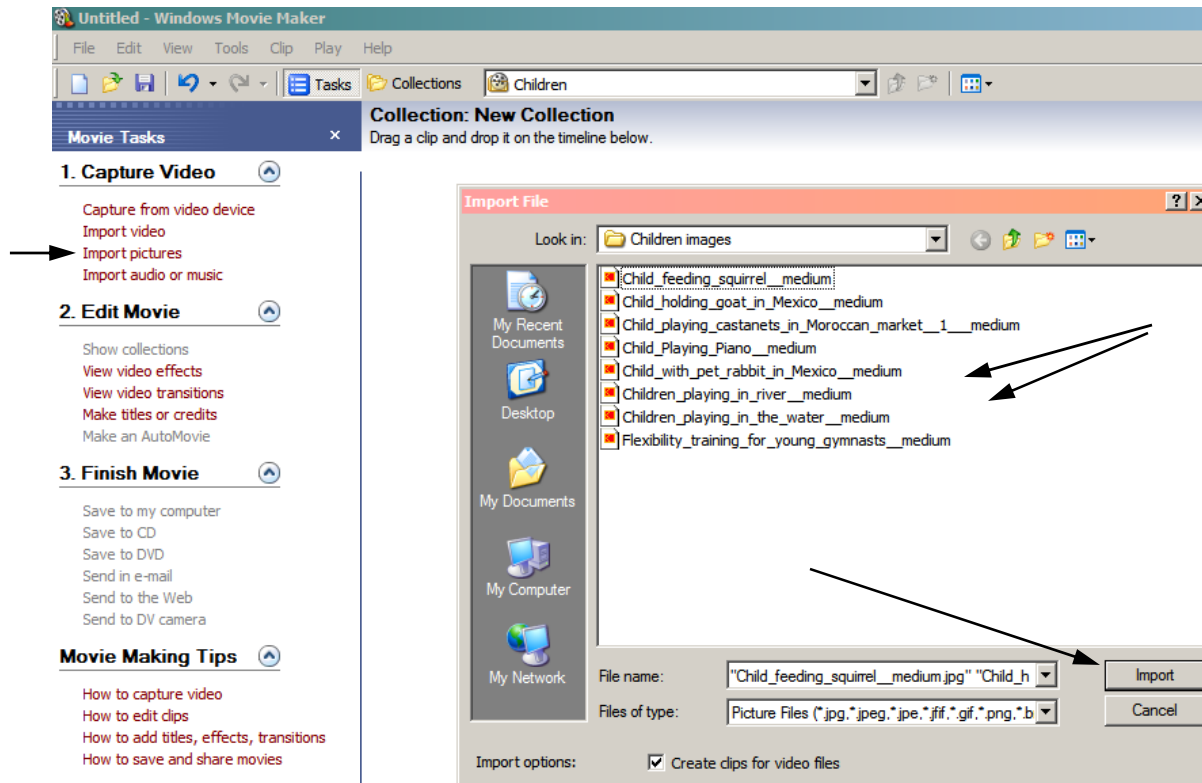 Untitled - Windows Movie Maker
File Edit View Tools Clip Play Help
Tasks Collections Children
Movie Tasks
Collection: New Collection
Drag a clip and drop it on the timeline below.
1. Capture Video
Capture from video device
Import video
Import pictures
Import audio or music
2. Edit Movie
Show collections
View video effects
View video transitions
Make titles or credits
Make an AutoMovie
3. Finish Movie
Save to my computer
Save to CD
Save to DVD
Send in e-mail
Send to the Web
Send to DV camera
Movie Making Tips
How to capture video
How to edit clips
How to add titles, effects, transitions
How to save and share movies
Import File
Look in: Children images
My Recent
Documents
Desktop
My Documents
My Computer
My Network
Child_feeding_squirrel__medium
Child_holding_goat_in_Mexico__medium
Child_playing_castanets_in_Moroccan_market__1___medium
Child_Playing_Piano__medium
Child_with_pet_rabbit_in_Mexico__medium
Children_playing_in_river__medium
Children_playing_in_the_water__medium
Flexibility_training_for_young_gymnasts__medium
File name: "Child_feeding_squirrel__medium.jpg" "Child_h Import
Files of type: Picture Files (*.jpg,*.jpeg,*.jpe,*.jfif,*.gif,*.png,*.b Cancel
Import options: Create clips for video files